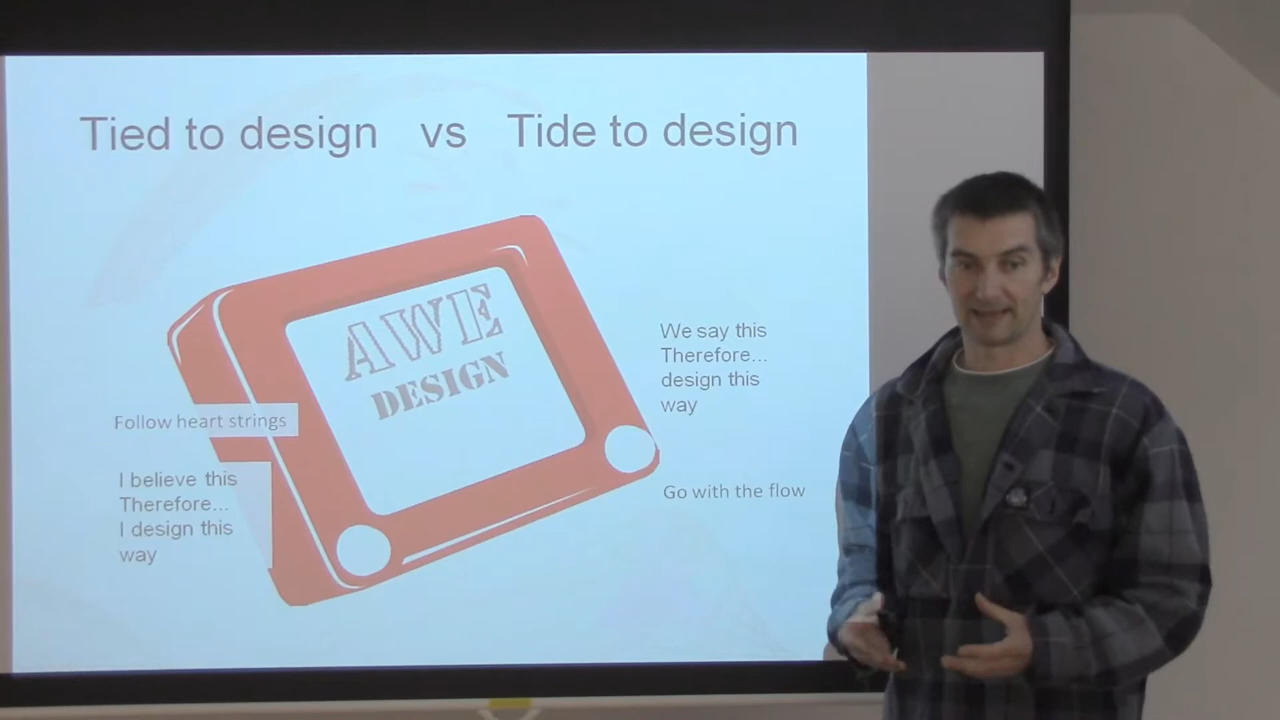 Tied to design vs Tide to design
AWE
DESIGN
Follow heart strings
I believe this
Therefore...
I design this
way
We say this
Therefore...
design this
way
Go with the flow